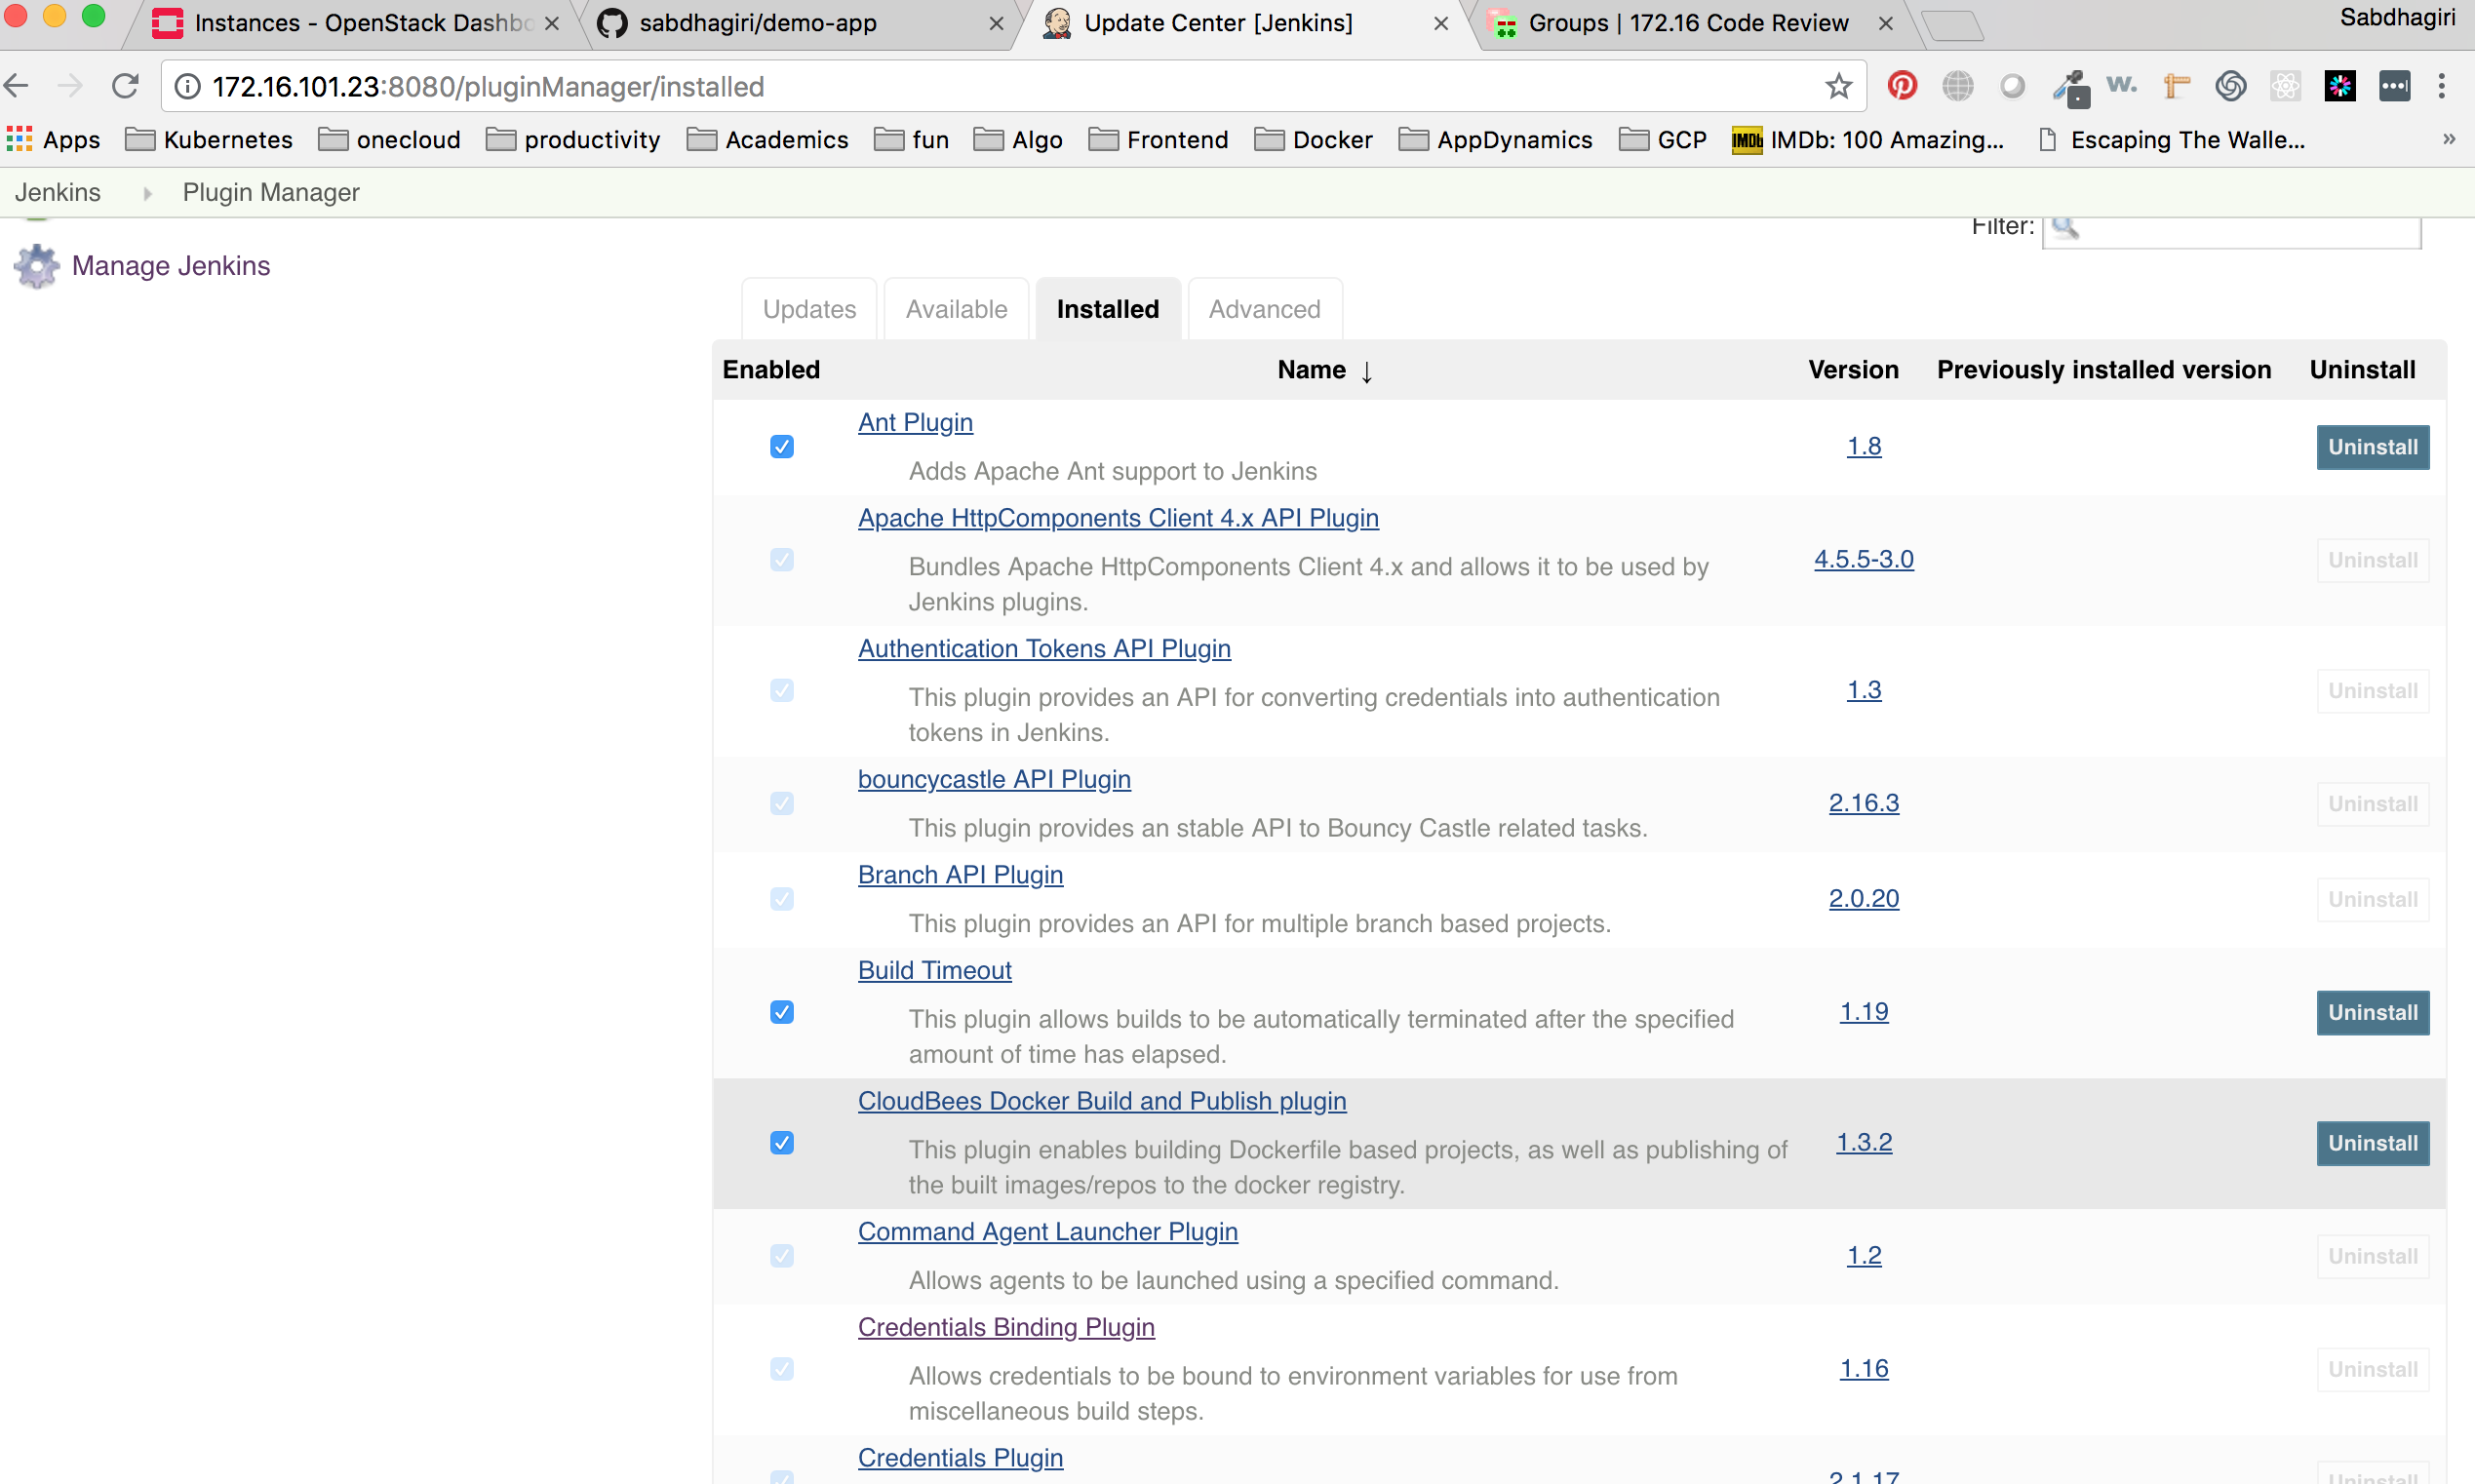 Instances - OpenStack Dashbo
sabdhagiri/demo-app
Update Center [Jenkins]
Groups | 172.16 Code Review
Sabdhagiri
172.16.101.23:8080/pluginManager/installed
w.
Apps
Kubernetes
onecloud
productivity
Academics
fun
Algo
Frontend
Docker
AppDynamics
GCP
IMDb
IMDb: 100 Amazing...
Escaping The Walle...
»
Jenkins
Plugin Manager
Filter:
Manage Jenkins
Updates
Available
Installed
Advanced
Enabled Name ↓ Version Previously installed version Uninstall
Ant Plugin
Adds Apache Ant support to Jenkins
1.8
Uninstall
Apache HttpComponents Client 4.x API Plugin
Bundles Apache HttpComponents Client 4.x and allows it to be used by
Jenkins plugins.
4.5.5-3.0
Uninstall
Authentication Tokens API Plugin
This plugin provides an API for converting credentials into authentication
tokens in Jenkins.
1.3
Uninstall
bouncycastle API Plugin
This plugin provides an stable API to Bouncy Castle related tasks.
2.16.3
Uninstall
Branch API Plugin
This plugin provides an API for multiple branch based projects.
2.0.20
Uninstall
Build Timeout
This plugin allows builds to be automatically terminated after the specified
amount of time has elapsed.
1.19
Uninstall
CloudBees Docker Build and Publish plugin
This plugin enables building Dockerfile based projects, as well as publishing of
the built images/repos to the docker registry.
1.3.2
Uninstall
Command Agent Launcher Plugin
Allows agents to be launched using a specified command.
1.2
Uninstall
Credentials Binding Plugin
Allows credentials to be bound to environment variables for use from
miscellaneous build steps.
1.16
Uninstall
Credentials Plugin
2.1.17
Uninstall